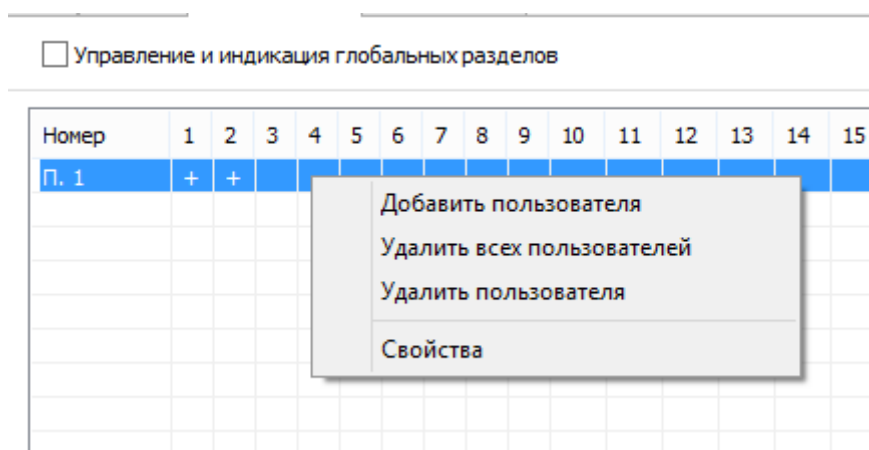 Управление и индикация глобальных разделов
Номер 1 2 3 4 5 6 7 8 9 10 11 12 13 14 15
П. 1 + +
Добавить пользователя
Удалить всех пользователей
Удалить пользователя
Свойства